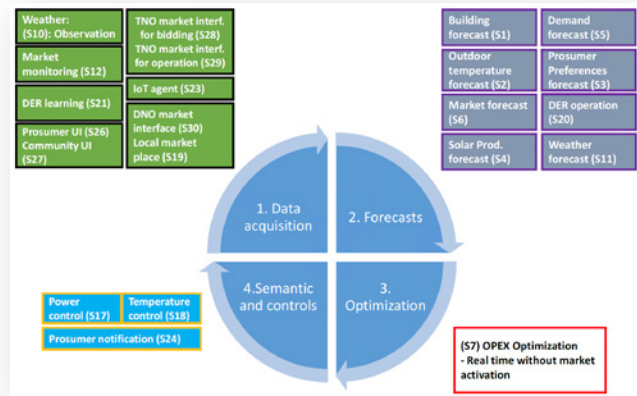 Weather:
(S10): Observation
Market
monitoring (S12)
DER learning (S21)
Prosumer UI (S26)
Community UI
(S27)
TNO market interf.
for bidding (S28)
TNO market interf.
for operation (S29)
IoT agent (S23)
DNO market
interface (S30)
Local market
place (S19)
Building
forecast (S1)
Demand
forecast (S5)
Outdoor
temperature
forecast (S2)
Prosumer
Preferences
forecast (S3)
Market forecast
(S6)
DER operation
(S20)
Solar Prod.
forecast (S4)
Weather
forecast (S11)
1. Data
acquisition
2. Forecasts
4.Semantic
and controls
3.
Optimization
Power
control (S17)
Temperature
control (S18)
Prosumer notification (S24)
(S7) OPEX Optimization
- Real time without market
activation